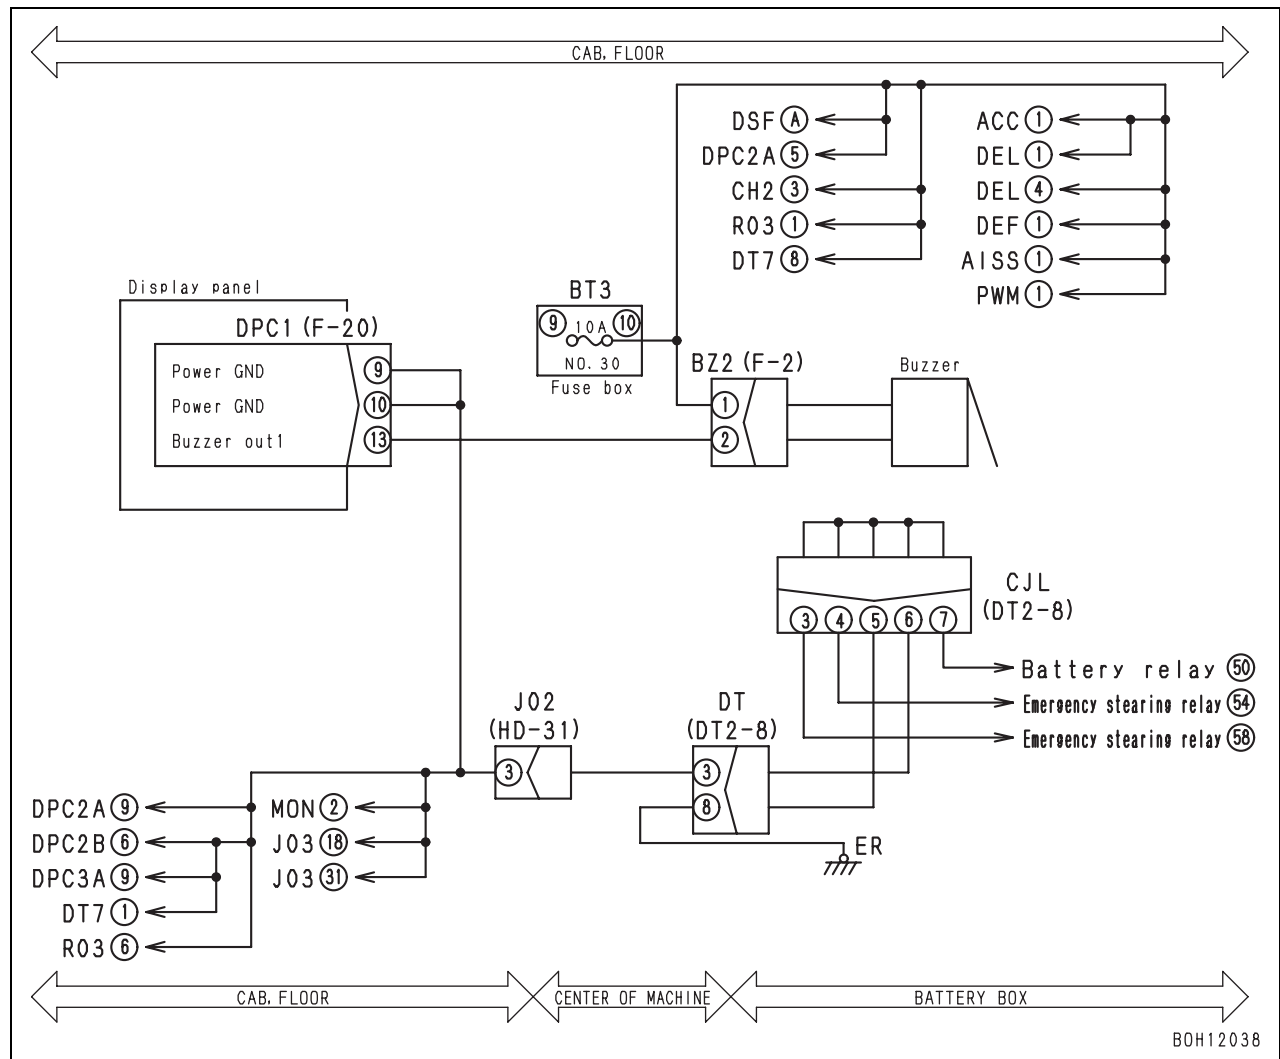 CAB, FLOOR
DSF A
DPC2A 5
CH2 3
R03 1
DT7 8
ACC 1
DEL 1
DEL 4
DEF 1
AISS 1
PWM 1
Display panel
DPC1 (F-20)
Power GND 9
Power GND 10
Buzzer out1 13
BT3
9 10A 10
NO. 30
Fuse box
BZ2 (F-2)
1
2
Buzzer
CJL
(DT2-8)
3 4 5 6 7
Battery relay 50
Emergency stearing relay 54
Emergency stearing relay 58
J02
(HD-31)
3
DT
(DT2-8)
3
8
ER
DPC2A 9
DPC2B 6
DPC3A 9
DT7 1
R03 6
MON 2
J03 18
J03 31
CAB, FLOOR
CENTER OF MACHINE
BATTERY BOX
BOH12038